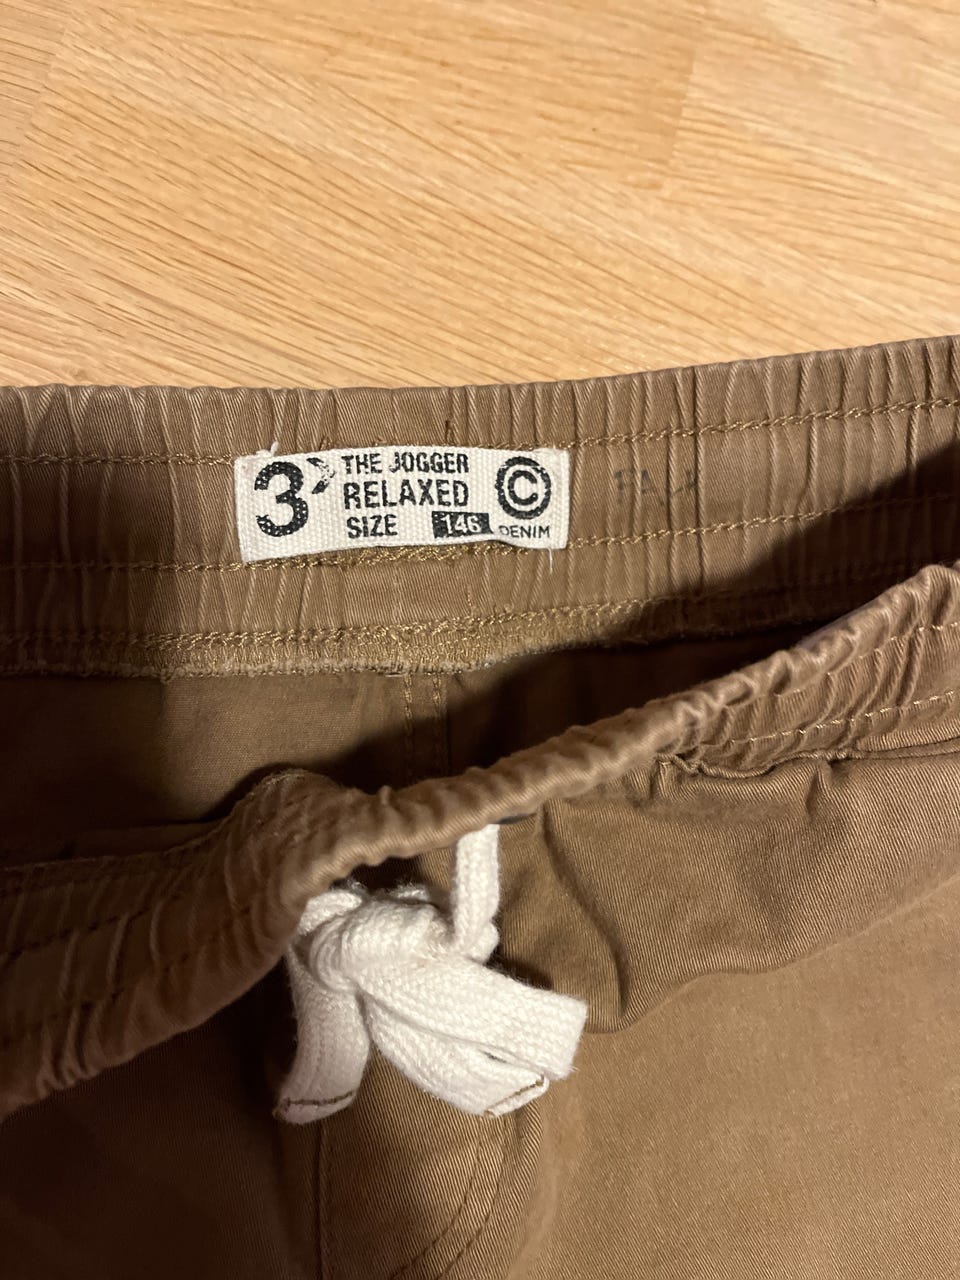 3 THE JOGGER
RELAXED
SIZE 146
© DENIM